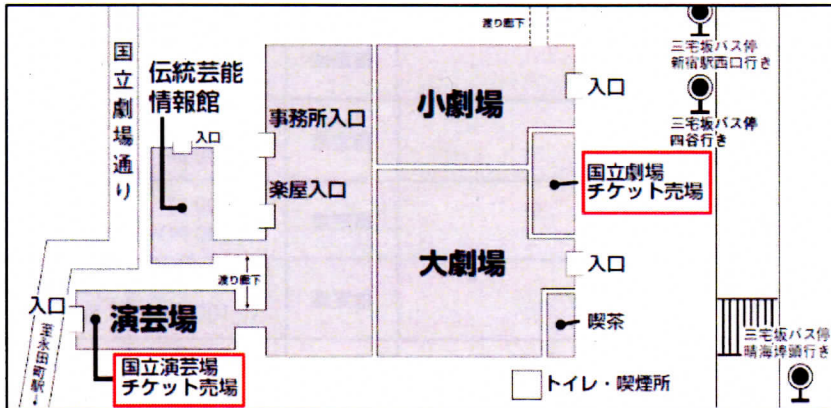 渡り廊下
三宅坂バス停
新宿駅西口行き
国立劇場通り
伝統芸能
情報館
小劇場
入口
事務所入口
三宅坂バス停
四谷行き
入口
国立劇場
チケット売場
楽屋入口
大劇場
入口
渡り廊下
入口
演芸場
喫茶
三宅坂バス停
晴海埠頭行き
至永田町駅→
国立演芸場
チケット売場
トイレ・喫煙所